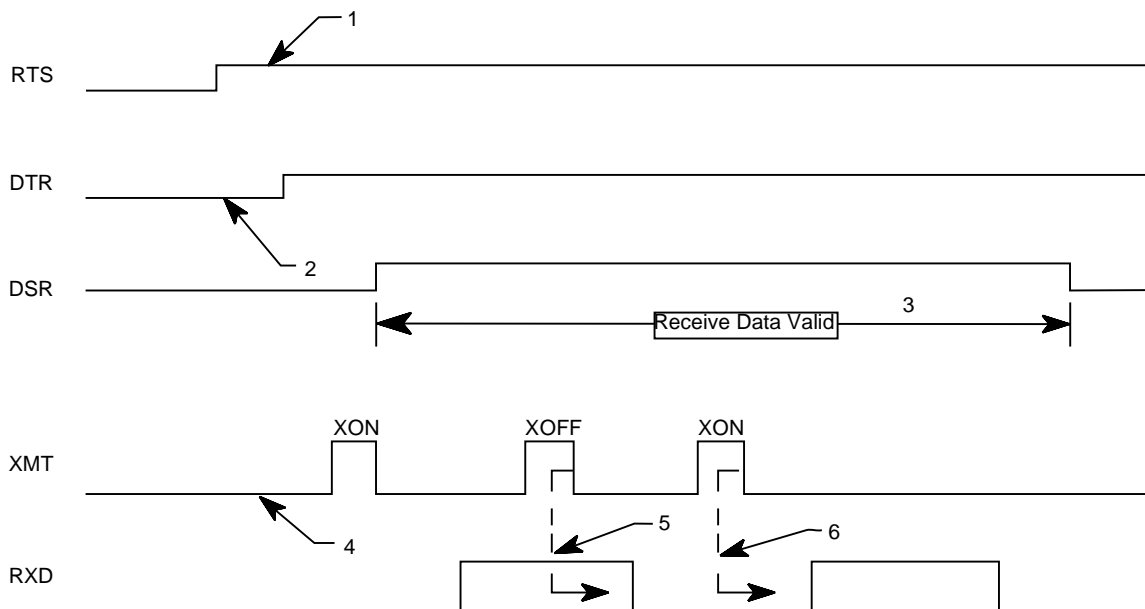 1
RTS
DTR
2
DSR
3
Receive Data Valid
XON XOFF XON
XMT
5 6
4
RXD